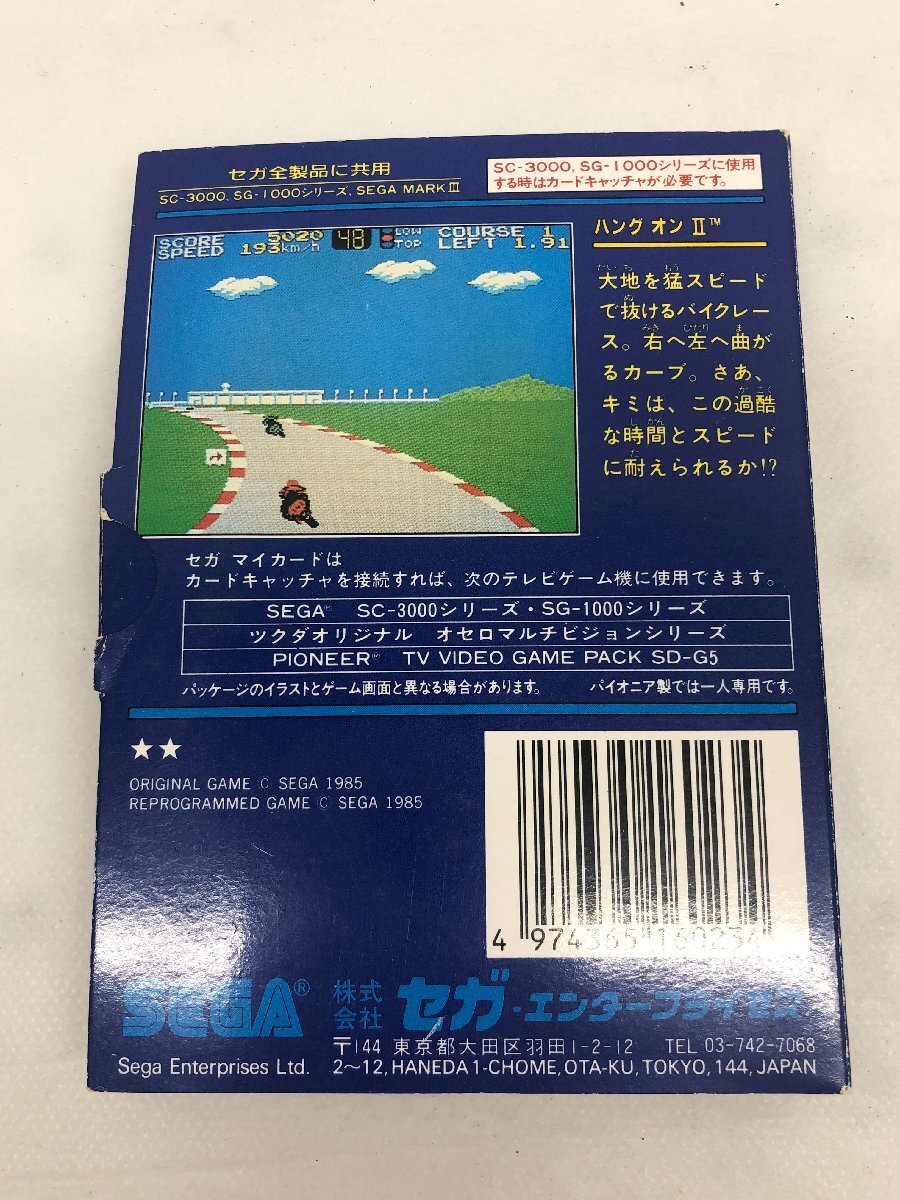 セガ全製品に共用
SC-3000, SG-1000シリーズ, SEGA MARK III
SC-3000, SG-1000シリーズに使用
する時はカードキャッチャが必要です。
SCORE 5020
SPEED 193km/h
48
LOW
TOP
COURSE 1
LEFT 1.91
ハング オン II™
大地を猛スピード
で抜けるバイクレー
ス。右へ左へ曲が
るカーブ。さあ、
キミは、この過酷
な時間とスピード
に耐えられるか!?
セガ マイカードは
カードキャッチャを接続すれば、次のテレビゲーム機に使用できます。
SEGA® SC-3000シリーズ・SG-1000シリーズ
ツクダオリジナル オセロマルチビジョンシリーズ
PIONEER® TV VIDEO GAME PACK SD-G5
パッケージのイラストとゲーム画面と異なる場合があります。 パイオニア製では一人専用です。
★★
ORIGINAL GAME © SEGA 1985
REPROGRAMMED GAME © SEGA 1985
4 974365 160234
SEGA®
株式会社 セガ・エンタープライゼス
〒144 東京都大田区羽田1-2-12 TEL 03-742-7068
Sega Enterprises Ltd. 2〜12, HANEDA 1-CHOME, OTA-KU, TOKYO, 144, JAPAN